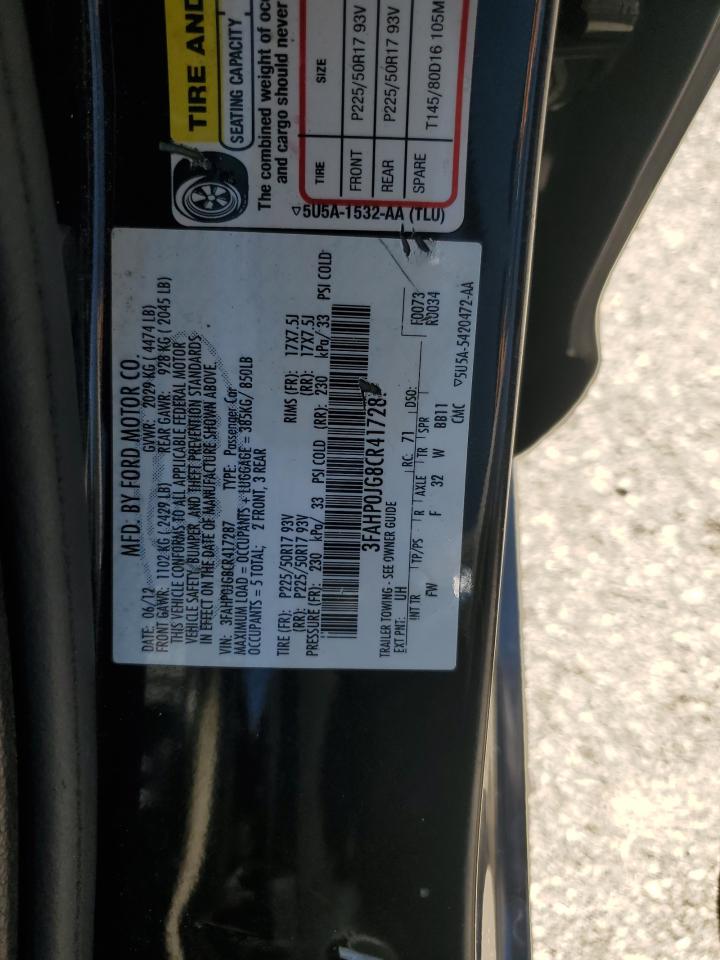 TIRE AND
SEATING CAPACITY
The combined weight of occ
and cargo should never
TIRE SIZE
FRONT P225/50R17 93V
REAR P225/50R17 93V
SPARE T145/80D16 105M
5U5A-1532-AA (TLU)
MFD. BY FORD MOTOR CO.
DATE: 06/12 GVWR: 2029 KG ( 4474 LB)
FRONT GAWR: 1102 KG ( 2429 LB) REAR GAWR: 928 KG ( 2045 LB)
THIS VEHICLE CONFORMS TO ALL APPLICABLE FEDERAL MOTOR
VEHICLE SAFETY, BUMPER, AND THEFT PREVENTION STANDARDS
IN EFFECT ON THE DATE OF MANUFACTURE SHOWN ABOVE.
VIN: 3FAHP0JG8CR417287 TYPE: Passenger Car
MAXIMUM LOAD = OCCUPANTS + LUGGAGE = 385KG/ 850LB
OCCUPANTS = 5 TOTAL: 2 FRONT, 3 REAR
TIRE (FR): P225/50R17 93V RIMS (FR): 17X7.5J
(RR): P225/50R17 93V (RR): 17X7.5J
PRESSURE (FR): 230 kPa/ 33 PSI COLD (RR): 230 kPa/ 33 PSI COLD
3FAHP0JG8CR41728
TRAILER TOWING - SEE OWNER GUIDE
EXT PNT: UH RC: 71 DSO: F0073
R0034
INT TR TP/PS R AXLE TR SPR
FW F 32 W BB11
CMC 5U5A-5420472-AA